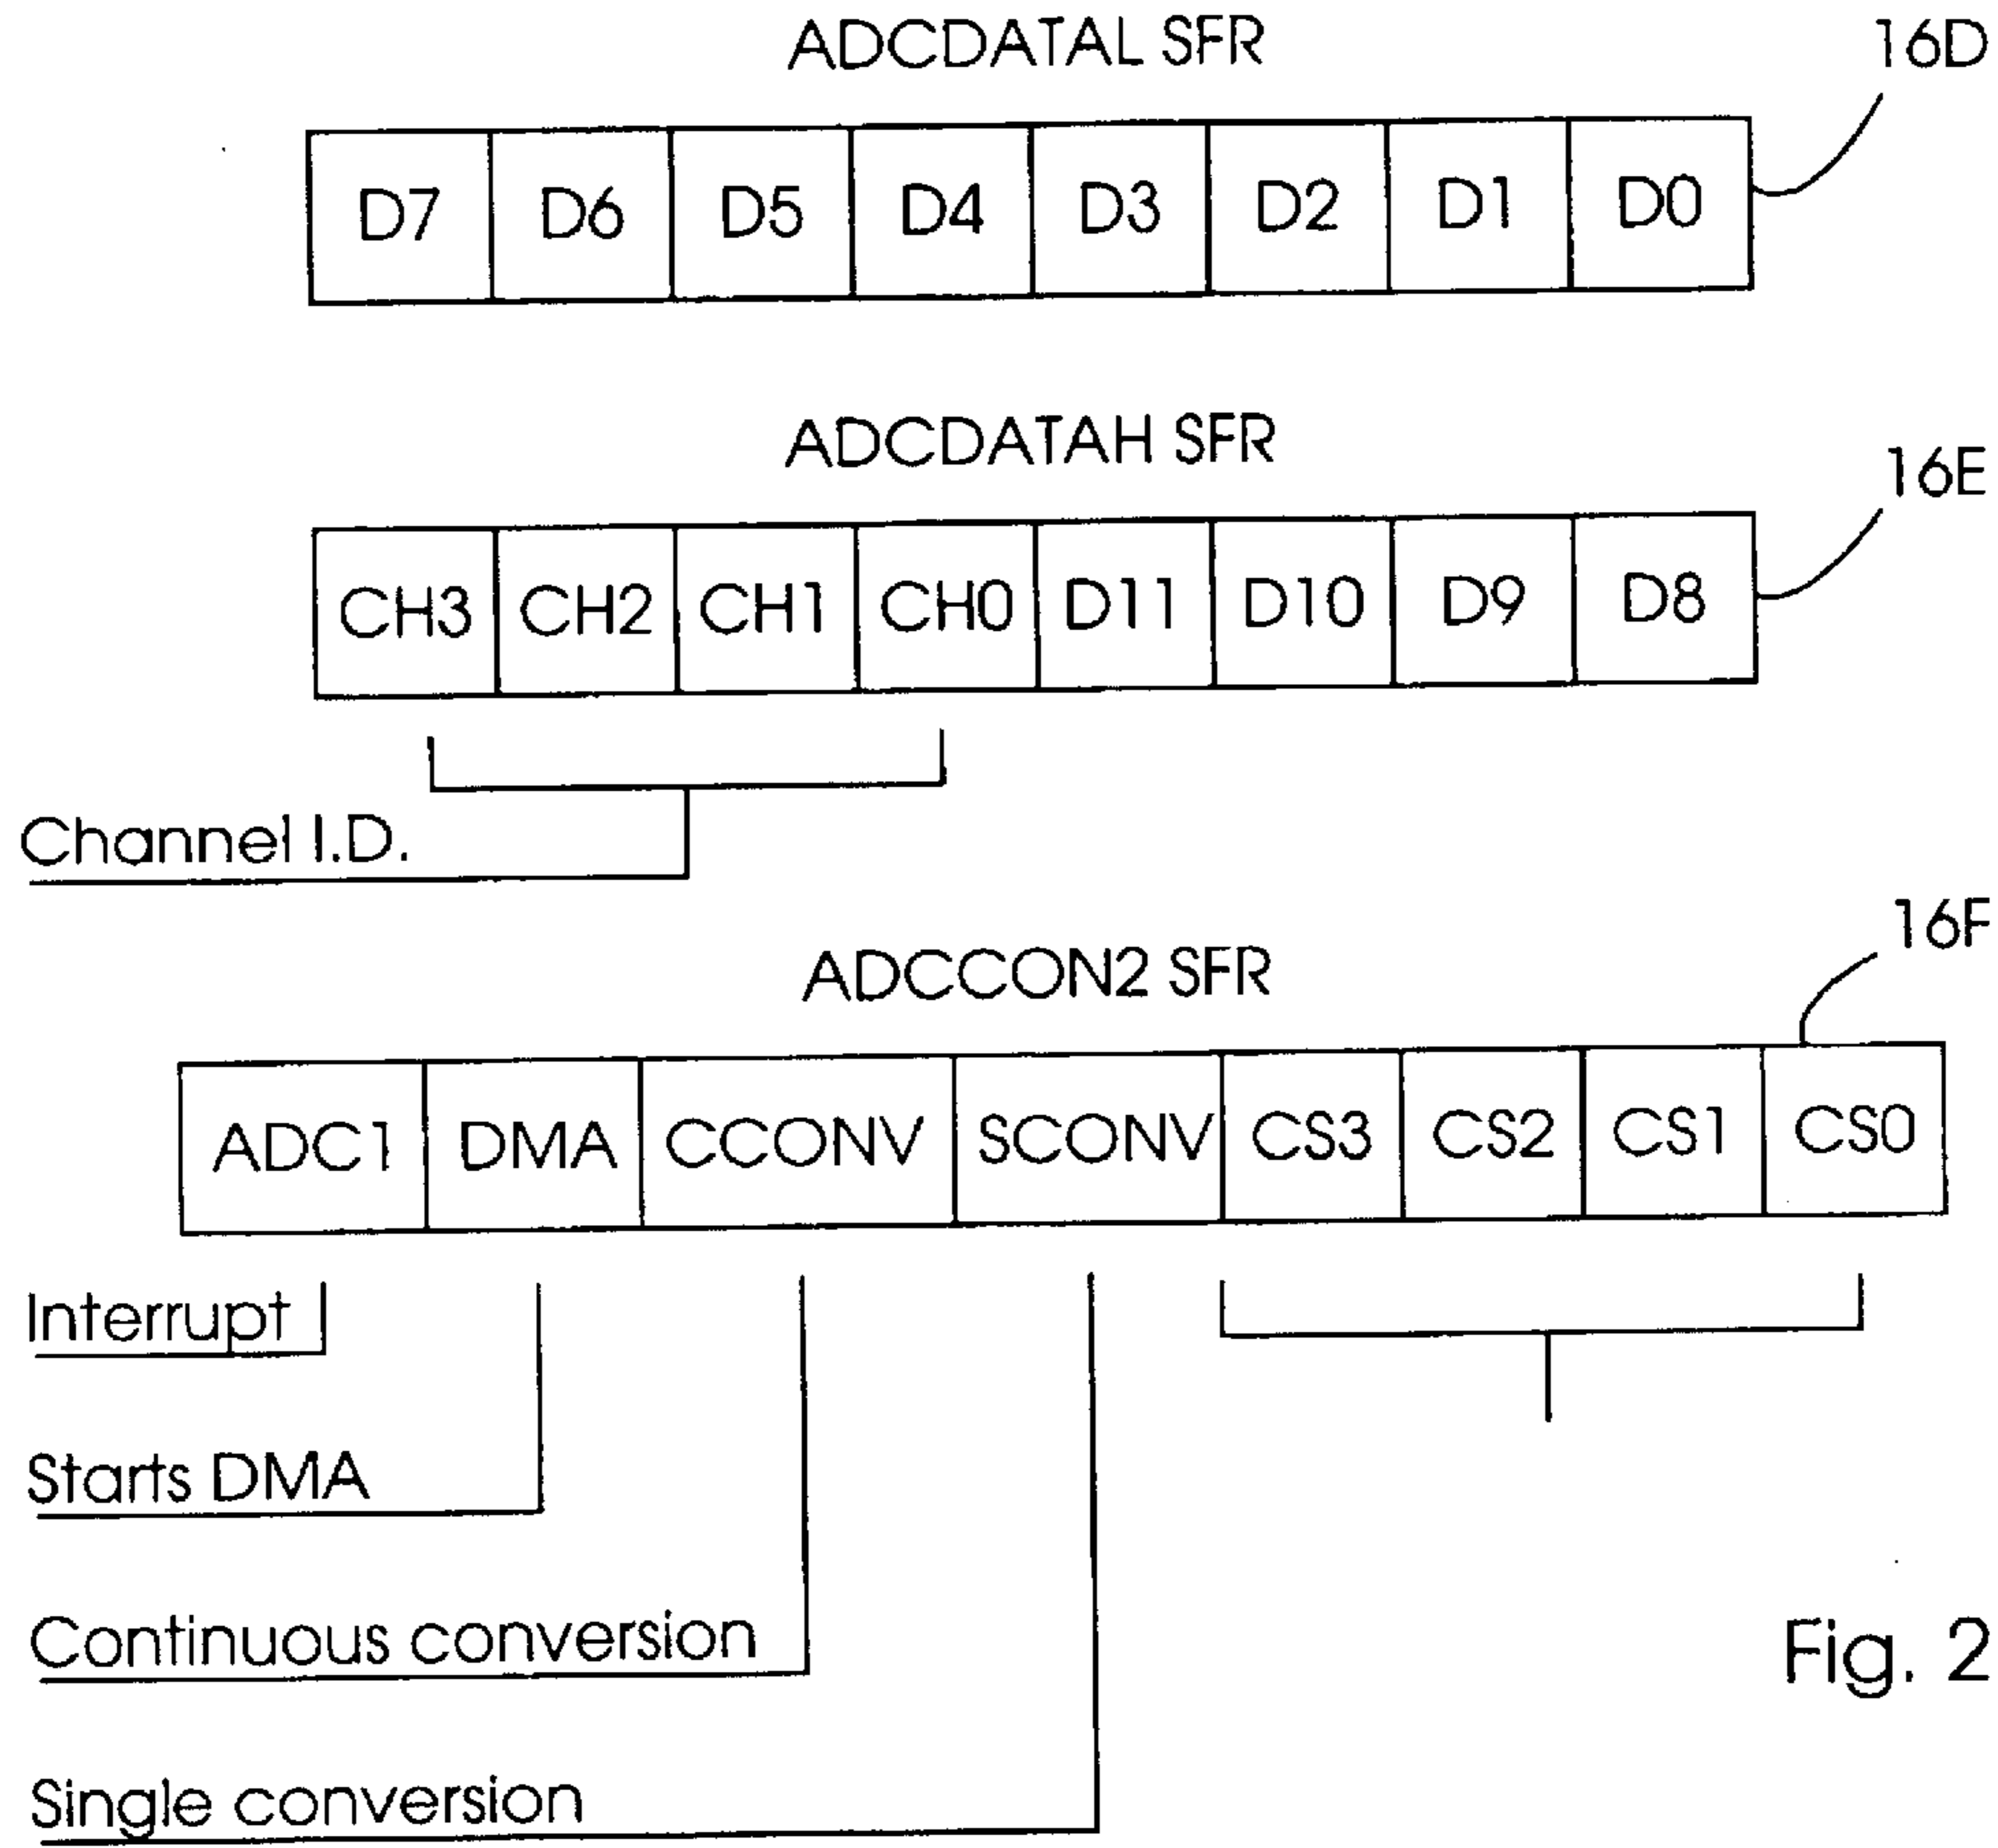 ADCDATAL SFR
16D
D7 D6 D5 D4 D3 D2 D1 D0
ADCDATAH SFR
16E
CH3 CH2 CH1 CH0 D11 D10 D9 D8
Channel I.D.
16F
ADCCON2 SFR
ADC1 DMA CCONV SCONV CS3 CS2 CS1 CS0
Interrupt
Starts DMA
Continuous conversion
Fig. 2
Single conversion